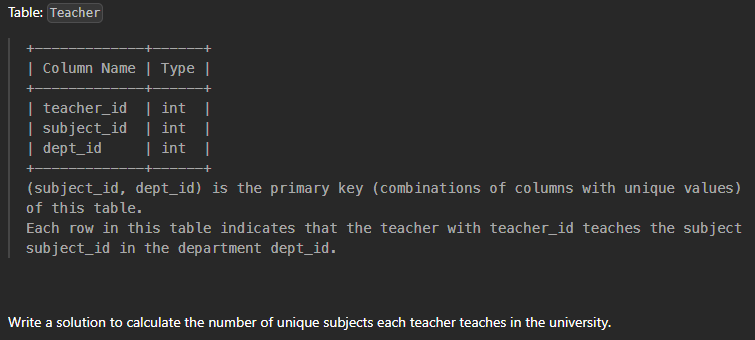 Table: Teacher
+—————————————+——————+
| Column Name | Type |
+—————————————+——————+
| teacher_id  | int  |
| subject_id  | int  |
| dept_id     | int  |
+—————————————+——————+
(subject_id, dept_id) is the primary key (combinations of columns with unique values)
of this table.
Each row in this table indicates that the teacher with teacher_id teaches the subject
subject_id in the department dept_id.
Write a solution to calculate the number of unique subjects each teacher teaches in the university.